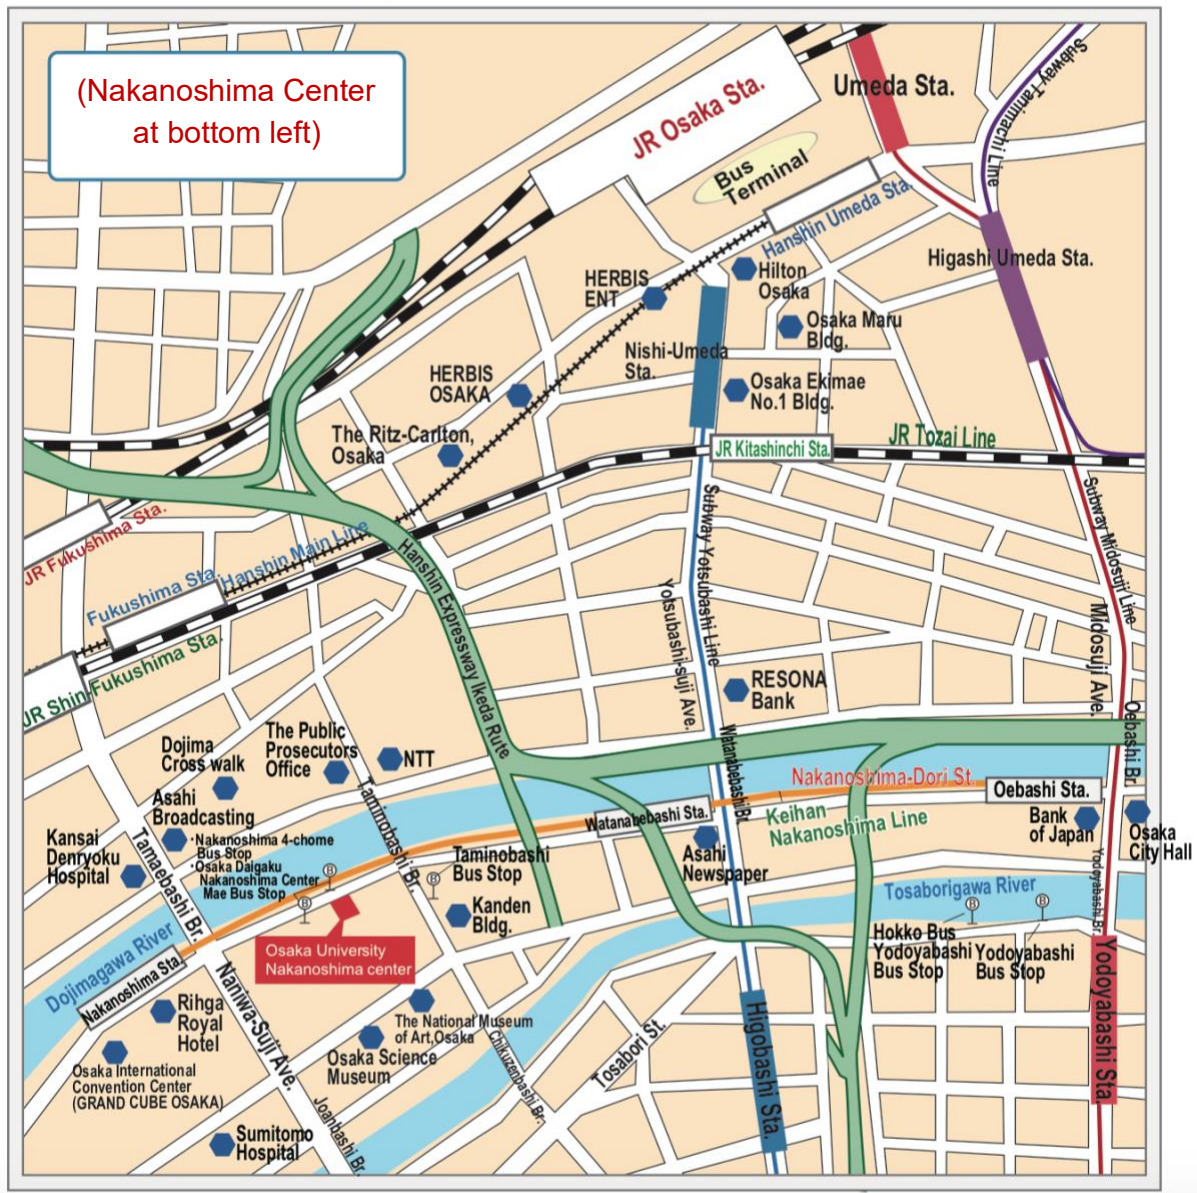 (Nakanoshima Center
at bottom left)
JR Osaka Sta.
Umeda Sta.
Subway Tanimachi Line
Bus
Terminal
Hanshin Umeda Sta.
Higashi Umeda Sta.
HERBIS
ENT
Hilton
Osaka
Osaka Maru
Bldg.
Nishi-Umeda
Sta.
HERBIS
OSAKA
Osaka Ekimae
No.1 Bldg.
The Ritz-Carlton,
Osaka
JR Kitashinchi Sta.
JR Tozai Line
JR Fukushima Sta.
Fukushima Sta.
Hanshin Main Line
JR Shin-Fukushima Sta.
Hanshin Expressway Ikeda Rute
Subway Yotsubashi Line
Yotsubashi-suji Ave.
Subway Midosuji Line
Midosuji Ave.
RESONA
Bank
Oebashi Br.
Watanabebashi Br.
The Public
Prosecutors
Office
NTT
Dojima
Cross walk
Asahi
Broadcasting
Taminobashi Br.
Nakanoshima-Dori St.
Oebashi Sta.
Watanabebashi Sta.
Keihan
Nakanoshima Line
Bank
of Japan
Osaka
City Hall
Kansai
Denryoku
Hospital
Tamaebashi Br.
·Nakanoshima 4-chome
Bus Stop
·Osaka Daigaku
Nakanoshima Center
Mae Bus Stop
B
B
B
Taminobashi
Bus Stop
Asahi
Newspaper
Yodoyabashi Br.
Tosaborigawa River
B
B
Kanden
Bldg.
Hokko Bus
Yodoyabashi
Bus Stop
Yodoyabashi
Bus Stop
Osaka University
Nakanoshima center
Dojimagawa River
Nakanoshima Sta.
Naniwa-Suji Ave.
Rihga
Royal
Hotel
The National Museum
of Art,Osaka
Osaka Science
Museum
Chikuzenbashi Br.
Tosabori St.
Higobashi Sta.
Yodoyabashi Sta.
Osaka International
Convention Center
(GRAND CUBE OSAKA)
Joanbashi Br.
Sumitomo
Hospital